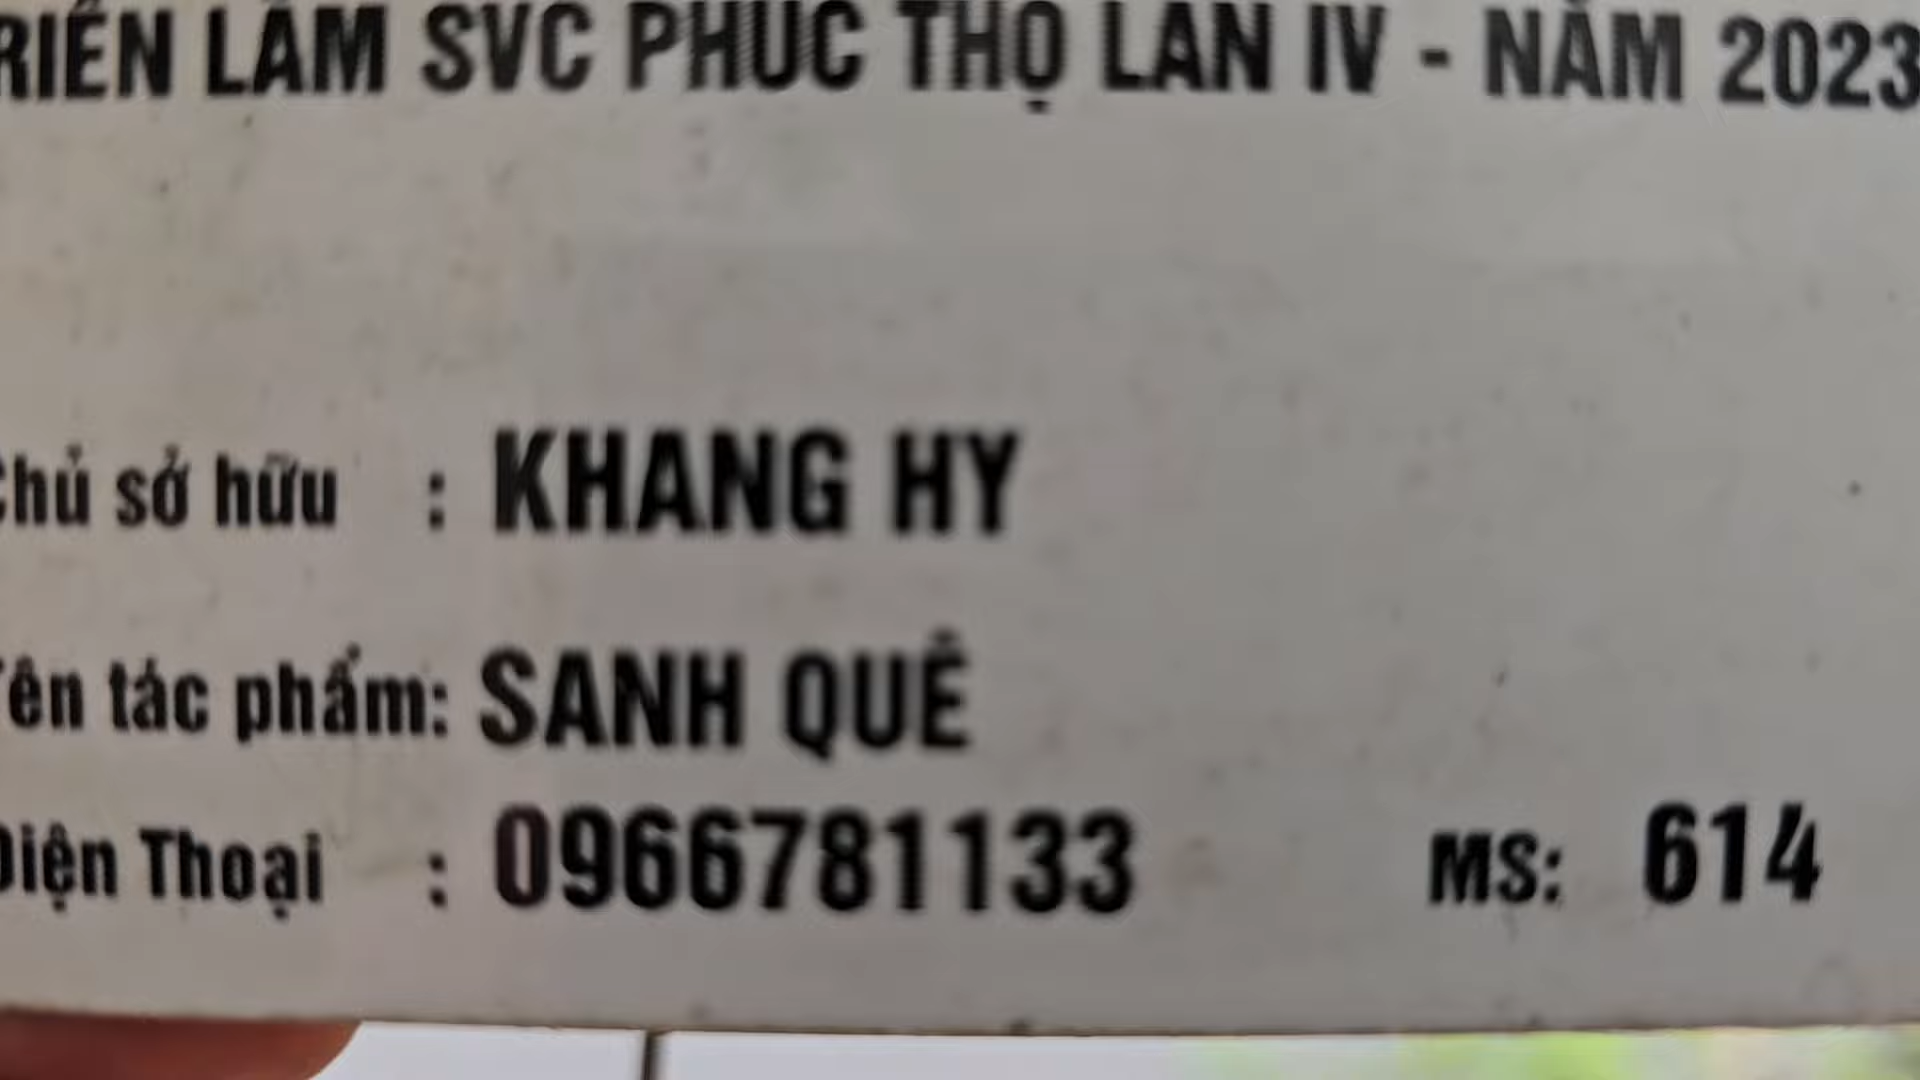 RIỂN LÃM SVC PHÚC THỌ LẦN IV - NĂM 2023
Chủ sở hữu : KHANG HY
Tên tác phẩm: SANH QUÊ
Điện Thoại : 0966781133 MS: 614